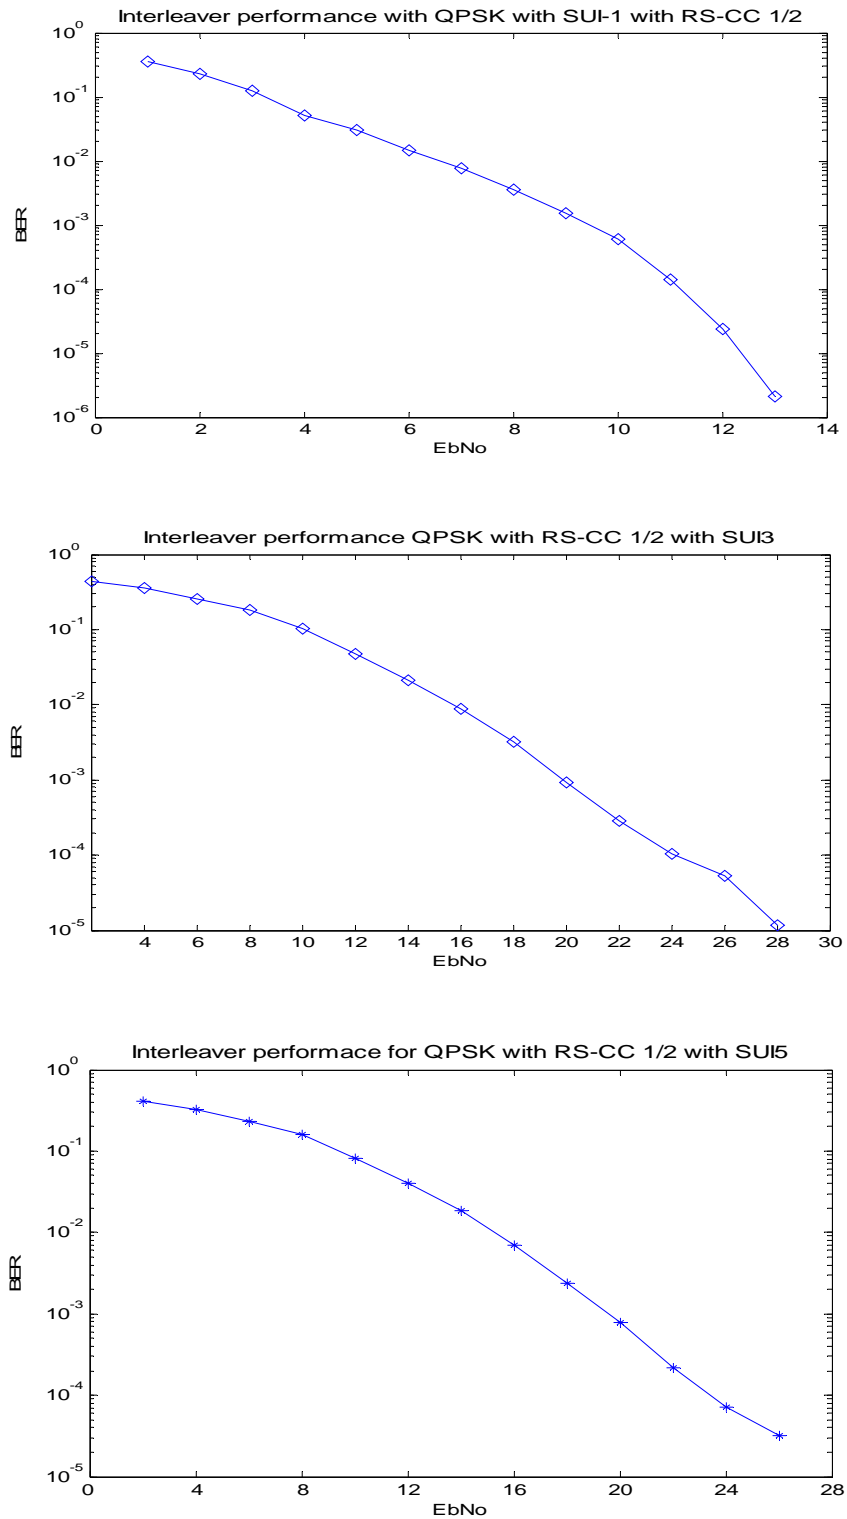 Interleaver performance with QPSK with SUI-1 with RS-CC 1/2
10^0
10^-1
10^-2
10^-3
10^-4
10^-5
10^-6
BER
0 2 4 6 8 10 12 14
EbNo
Interleaver performance QPSK with RS-CC 1/2 with SUI3
10^0
10^-1
10^-2
10^-3
10^-4
10^-5
BER
4 6 8 10 12 14 16 18 20 22 24 26 28 30
EbNo
Interleaver performace for QPSK with RS-CC 1/2 with SUI5
10^0
10^-1
10^-2
10^-3
10^-4
10^-5
BER
0 4 8 12 16 20 24 28
EbNo